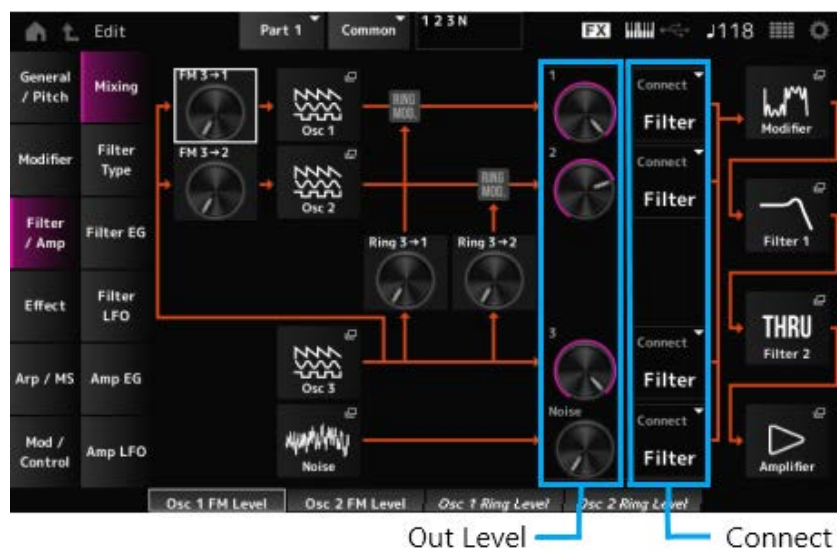 Edit
Part 1
Common
1 2 3 N
FX
♩118
General / Pitch
Modifier
Filter / Amp
Effect
Arp / MS
Mod / Control
Mixing
Filter Type
Filter EG
Filter LFO
Amp EG
Amp LFO
FM 3→1
FM 3→2
Osc 1
Osc 2
RING MOD.
RING MOD.
Ring 3→1
Ring 3→2
Osc 3
Noise
1
2
3
Noise
Connect
Filter
Connect
Filter
Connect
Filter
Connect
Filter
Modifier
Filter 1
THRU
Filter 2
Amplifier
Osc 1 FM Level
Osc 2 FM Level
Osc 1 Ring Level
Osc 2 Ring Level
Out Level
Connect